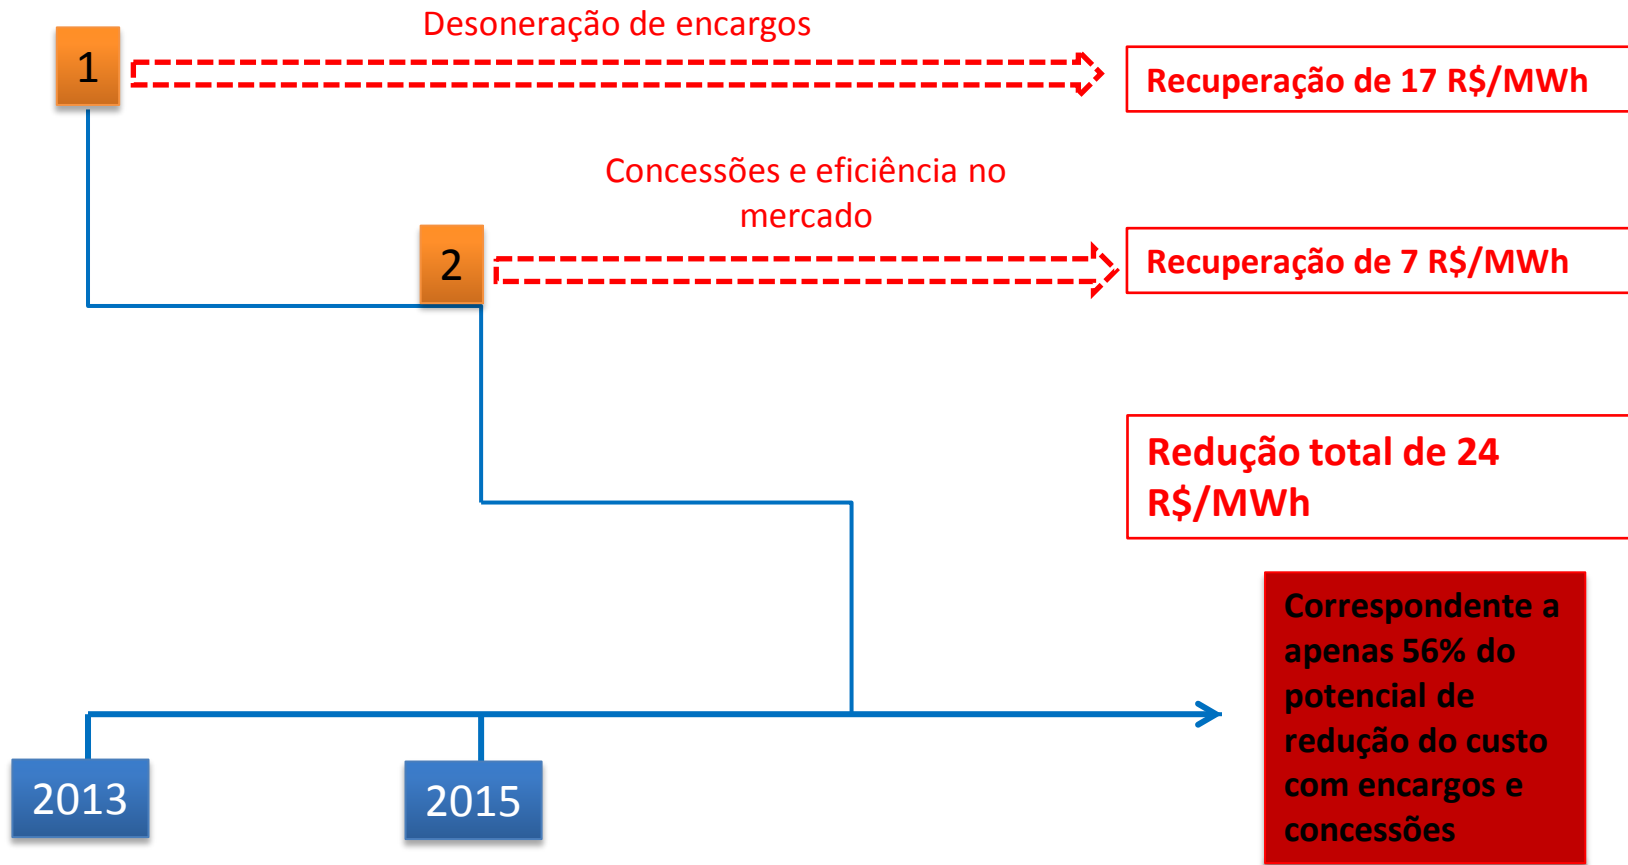 Desoneração de encargos
1
Recuperação de 17 R$/MWh
Concessões e eficiência no
mercado
2
Recuperação de 7 R$/MWh
Redução total de 24
R$/MWh
Correspondente a
apenas 56% do
potencial de
redução do custo
com encargos e
concessões
2013
2015